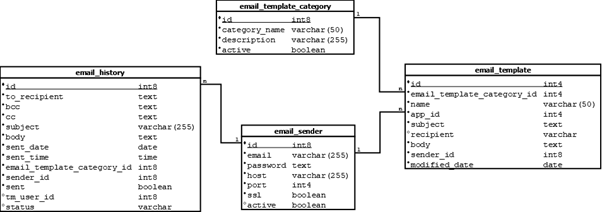 email_template_category
id int8
category_name varchar(50)
description varchar(255)
active boolean
1
email_history
id int8
to_recipient text
bcc text
cc text
subject varchar(255)
body text
sent_date date
sent_time time
email_template_category_id int8
sender_id int8
sent boolean
tm_user_id int8
status varchar
m
1
email_sender
id int8
email varchar(255)
password text
host varchar(255)
port int4
ssl boolean
active boolean
1
m
m
email_template
id int4
email_template_category_id int4
name varchar(50)
app_id int4
subject text
recipient varchar
body text
sender_id int8
modified_date date